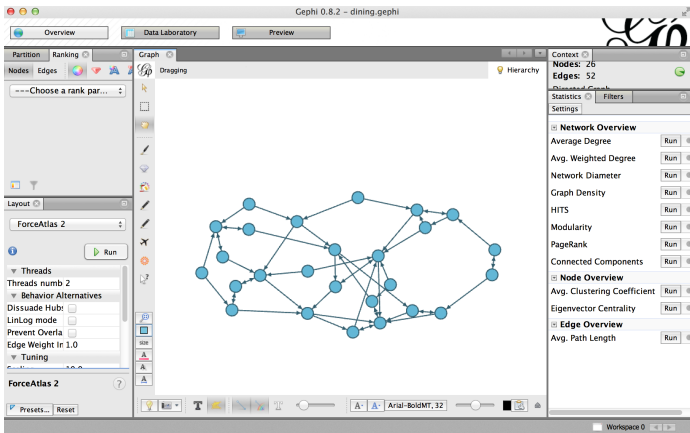 Gephi 0.8.2 - dining.gephi
Overview
Data Laboratory
Preview
Partition Ranking
Nodes Edges
---Choose a rank par...
Layout
ForceAtlas 2
Run
Threads
Threads numb 2
Behavior Alternatives
Dissuade Hubs
LinLog mode
Prevent Overla
Edge Weight In 1.0
Tuning
ForceAtlas 2
?
Presets... Reset
Graph
Dragging
Hierarchy
size
A
A
A
T
T
A- A- Arial-BoldMT, 32
Context
Nodes: 26
Edges: 52
Directed Graph
Statistics Filters
Settings
Network Overview
Average Degree Run
Avg. Weighted Degree Run
Network Diameter Run
Graph Density Run
HITS Run
Modularity Run
PageRank Run
Connected Components Run
Node Overview
Avg. Clustering Coefficient Run
Eigenvector Centrality Run
Edge Overview
Avg. Path Length Run
Workspace 0